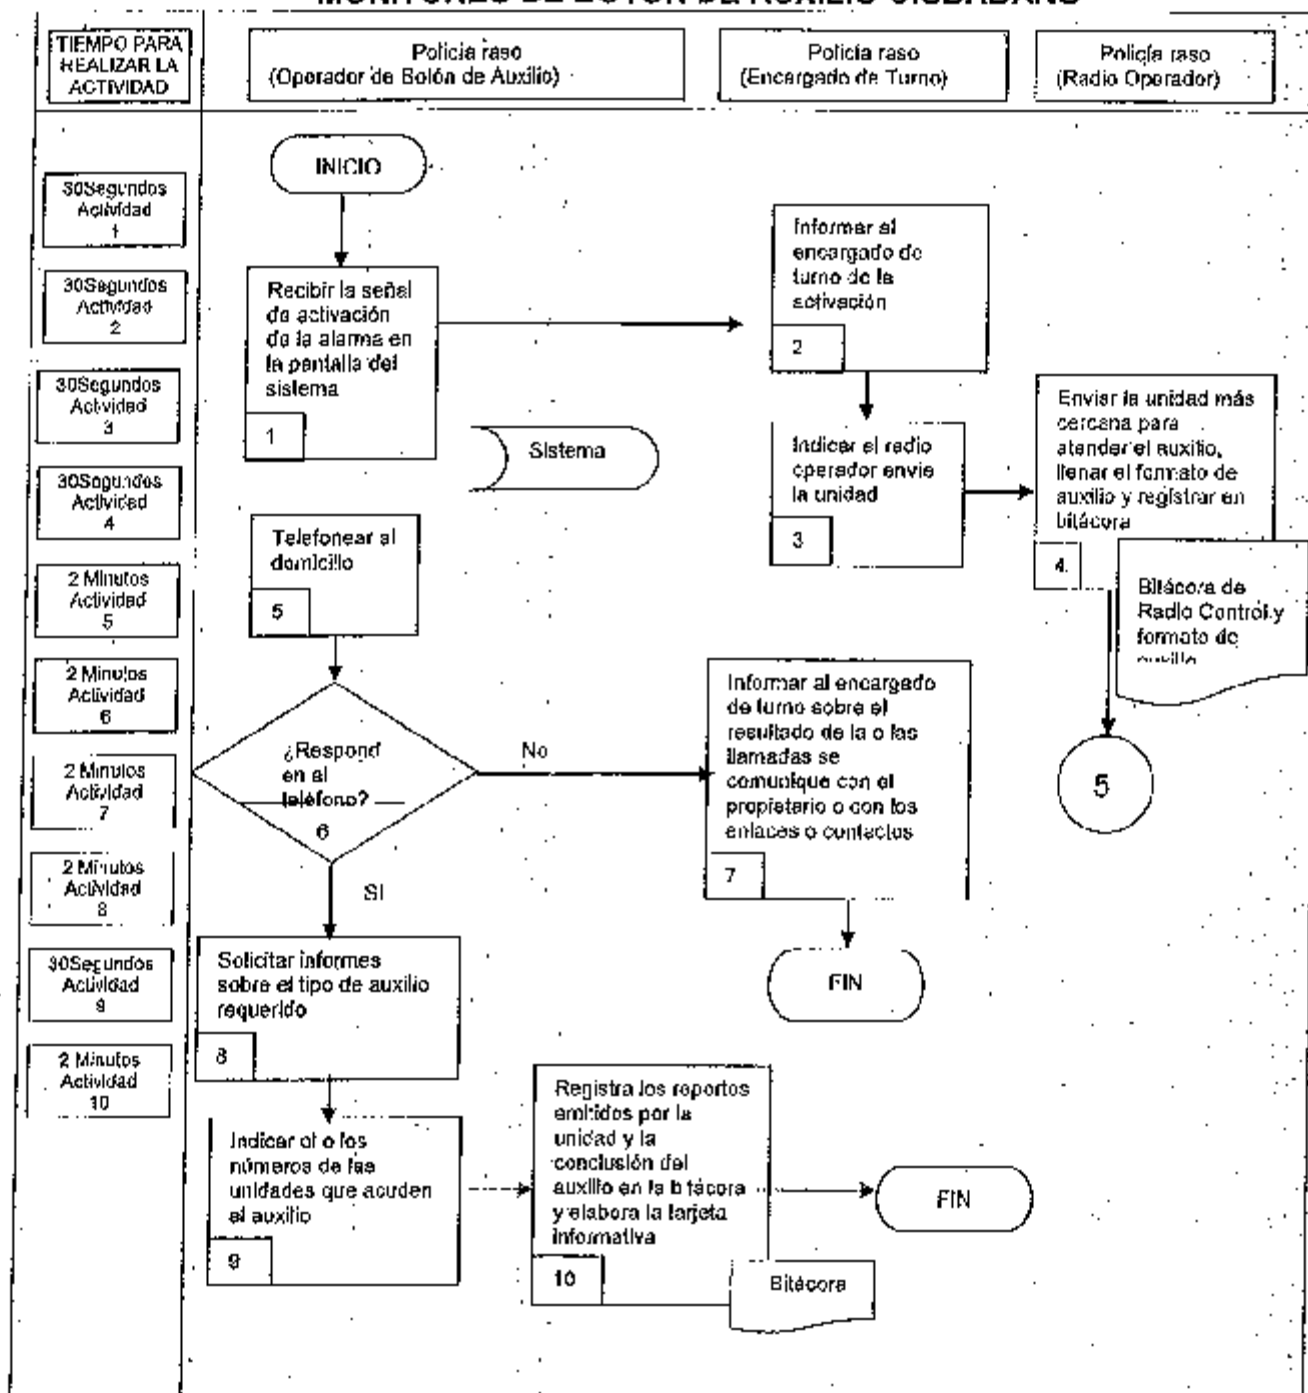 MONITOREO DE BOTÓN DE AUXILIO CIUDADANO
TIEMPO PARA
REALIZAR LA
ACTIVIDAD
Policía raso
(Operador de Botón de Auxilio)
Policía raso
(Encargado de Turno)
Policía raso
(Radio Operador)
30Segundos
Actividad
1
30Segundos
Actividad
2
30Segundos
Actividad
3
30Segundos
Actividad
4
2 Minutos
Actividad
5
2 Minutos
Actividad
6
2 Minutos
Actividad
7
2 Minutos
Actividad
8
30Segundos
Actividad
9
2 Minutos
Actividad
10
INICIO
Recibir la señal
de activación
de la alarma en
la pantalla del
sistema
1
Sistema
Informar al
encargado de
turno de la
activación
2
Indicar el radio
operador envie
la unidad
3
Enviar la unidad más
cercana para
atender el auxilio,
llenar el formato de
auxilio y registrar en
bitácora
4
Bitácora de
Radio Control y
formato de
auxilio
5
Telefonear al
domicilio
5
¿Respond
en al
teléfono?
6
No
SI
Informar al encargado
de turno sobre el
resultado de la o las
llamadas se
comunique con el
propietario o con los
enlaces o contactos
7
FIN
Solicitar informes
sobre el tipo de auxilio
requerido
8
Indicar el o los
números de las
unidades que acuden
al auxilio
9
Registra los reportes
emitidos por la
unidad y la
conclusión del
auxilio en la bitácora
y elabora la tarjeta
informativa
10
Bitácora
FIN